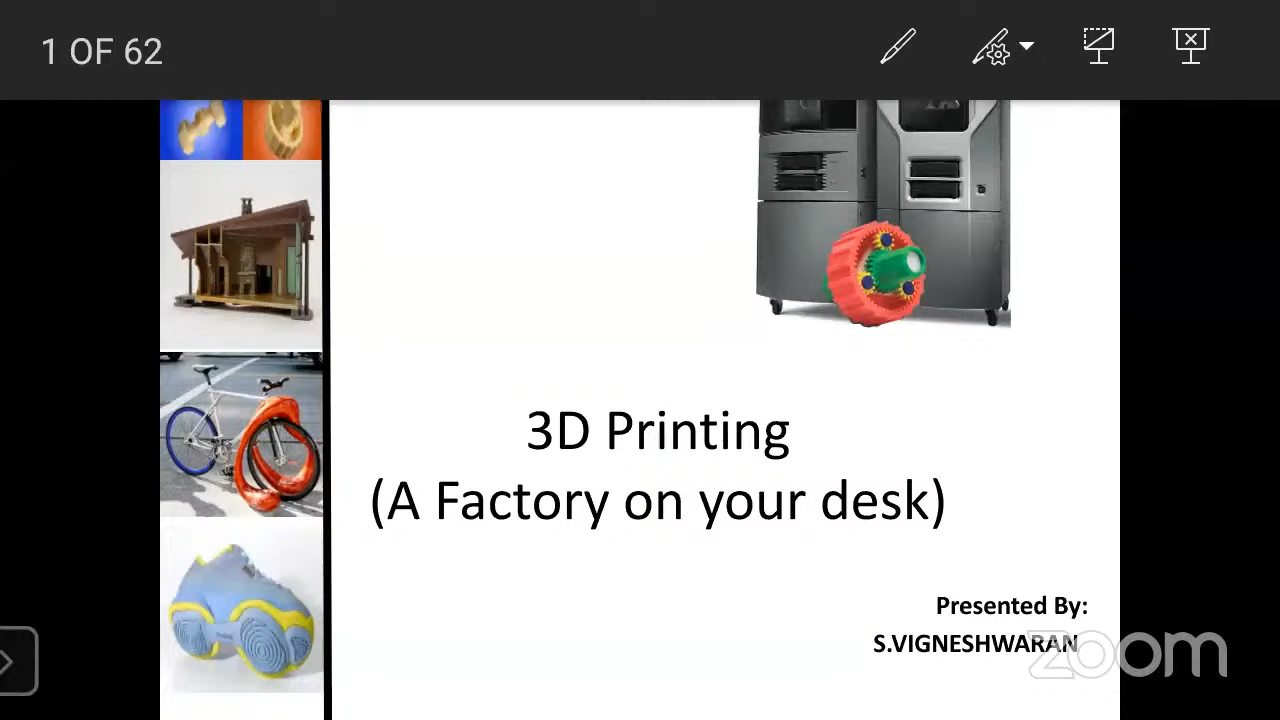 1 OF 62
3D Printing
(A Factory on your desk)
Presented By:
S.VIGNESHWARAN
zoom